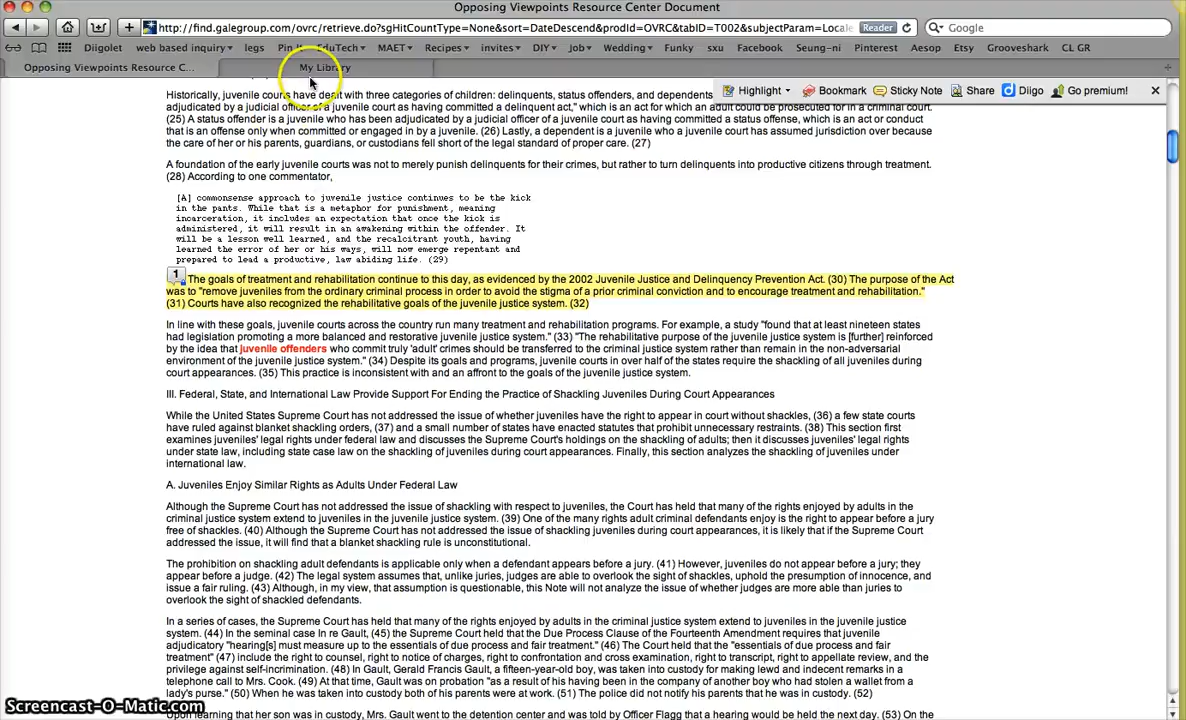 Opposing Viewpoints Resource Center Document
http://find.galegroup.com/ovrc/retrieve.do?sgHitCountType=None&sort=DateDescend&prodId=OVRC&tabID=T002&subjectParam=Locale Reader Google
Diigolet web based inquiry legs Pin It EduTech MAET Recipes invites DIY job Wedding Funky sxu Facebook Seung-ni Pinterest Aesop Etsy Grooveshark CL GR
Opposing Viewpoints Resource C... My Library
Highlight Bookmark Sticky Note Share Diigo Go premium!
Historically, juvenile courts have dealt with three categories of children: delinquents, status offenders, and dependents
adjudicated by a judicial officer of a juvenile court as having committed a delinquent act," which is an act for which an adult could be prosecuted in a criminal court.
(25) A status offender is a juvenile who has been adjudicated by a judicial officer of a juvenile court as having committed a status offense, which is an act or conduct
that is an offense only when committed or engaged in by a juvenile. (26) Lastly, a dependent is a juvenile who a juvenile court has assumed jurisdiction over because
the care of her or his parents, guardians, or custodians fell short of the legal standard of proper care. (27)
A foundation of the early juvenile courts was not to merely punish delinquents for their crimes, but rather to turn delinquents into productive citizens through treatment.
(28) According to one commentator,
[A] commonsense approach to juvenile justice continues to be the kick
in the pants. While that is a metaphor for punishment, meaning
incarceration, it includes an expectation that once the kick is
administered, it will result in an awakening within the offender. It
will be a lesson well learned, and the recalcitrant youth, having
learned the error of her or his ways, will now emerge repentant and
prepared to lead a productive, law abiding life. (29)
1 The goals of treatment and rehabilitation continue to this day, as evidenced by the 2002 Juvenile Justice and Delinquency Prevention Act. (30) The purpose of the Act
was to "remove juveniles from the ordinary criminal process in order to avoid the stigma of a prior criminal conviction and to encourage treatment and rehabilitation."
(31) Courts have also recognized the rehabilitative goals of the juvenile justice system. (32)
In line with these goals, juvenile courts across the country run many treatment and rehabilitation programs. For example, a study "found that at least nineteen states
had legislation promoting a more balanced and restorative juvenile justice system." (33) "The rehabilitative purpose of the juvenile justice system is [further] reinforced
by the idea that juvenile offenders who commit truly 'adult' crimes should be transferred to the criminal justice system rather than remain in the non-adversarial
environment of the juvenile justice system." (34) Despite its goals and programs, juvenile courts in over half of the states require the shackling of all juveniles during
court appearances. (35) This practice is inconsistent with and an affront to the goals of the juvenile justice system.
III. Federal, State, and International Law Provide Support For Ending the Practice of Shackling Juveniles During Court Appearances
While the United States Supreme Court has not addressed the issue of whether juveniles have the right to appear in court without shackles, (36) a few state courts
have ruled against blanket shackling orders, (37) and a small number of states have enacted statutes that prohibit unnecessary restraints. (38) This section first
examines juveniles' legal rights under federal law and discusses the Supreme Court's holdings on the shackling of adults; then it discusses juveniles' legal rights
under state law, including state case law on the shackling of juveniles during court appearances. Finally, this section analyzes the shackling of juveniles under
international law.
A. Juveniles Enjoy Similar Rights as Adults Under Federal Law
Although the Supreme Court has not addressed the issue of shackling with respect to juveniles, the Court has held that many of the rights enjoyed by adults in the
criminal justice system extend to juveniles in the juvenile justice system. (39) One of the many rights adult criminal defendants enjoy is the right to appear before a jury
free of shackles. (40) Although the Supreme Court has not addressed the issue of shackling juveniles during court appearances, it is likely that if the Supreme Court
addressed the issue, it will find that a blanket shackling rule is unconstitutional.
The prohibition on shackling adult defendants is applicable only when a defendant appears before a jury. (41) However, juveniles do not appear before a jury; they
appear before a judge. (42) The legal system assumes that, unlike juries, judges are able to overlook the sight of shackles, uphold the presumption of innocence, and
issue a fair ruling. (43) Although, in my view, that assumption is questionable, this Note will not analyze the issue of whether judges are more able than juries to
overlook the sight of shackled defendants.
In a series of cases, the Supreme Court has held that many of the rights enjoyed by adults in the criminal justice system extend to juveniles in the juvenile justice
system. (44) In the seminal case In re Gault, (45) the Supreme Court held that the Due Process Clause of the Fourteenth Amendment requires that juvenile
adjudicatory "hearing[s] must measure up to the essentials of due process and fair treatment." (46) The Court held that the "essentials of due process and fair
treatment" (47) include the right to counsel, right to notice of charges, right to confrontation and cross examination, right to transcript, right to appellate review, and the
privilege against self-incrimination. (48) In Gault, Gerald Francis Gault, a fifteen-year-old boy, was taken into custody for making lewd and indecent remarks in a
telephone call to Mrs. Cook. (49) At that time, Gault was on probation "as a result of his having been in the company of another boy who had stolen a wallet from a
lady's purse." (50) When he was taken into custody both of his parents were at work. (51) The police did not notify his parents that he was in custody. (52)
Upon learning that her son was in custody, Mrs. Gault went to the detention center and was told by Officer Flagg that a hearing would be held the next day. (53) On the
Screencast-O-Matic.com